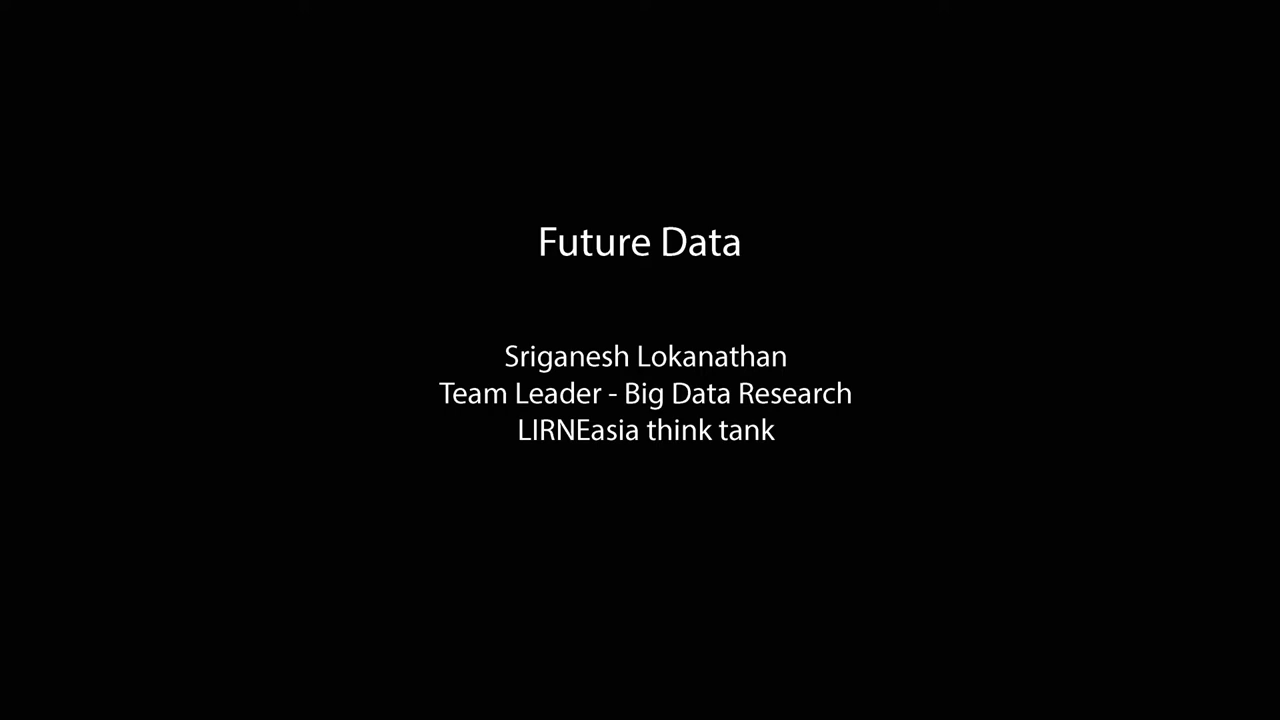 Future Data
Sriganesh Lokanathan
Team Leader - Big Data Research
LIRNEasia think tank